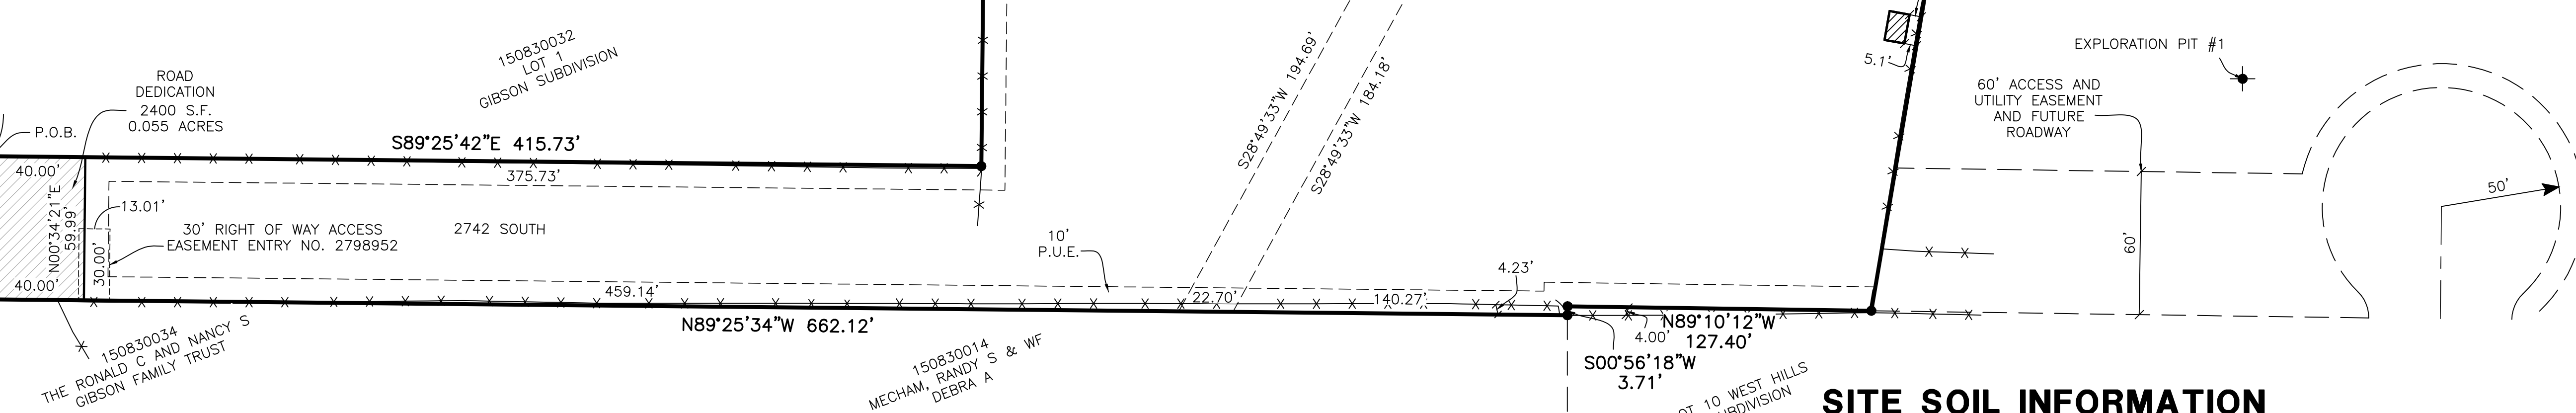 150830032
LOT 1
GIBSON SUBDIVISION
ROAD
DEDICATION
2400 S.F.
0.055 ACRES
P.O.B.
S89°25'42"E 415.73'
375.73'
40.00'
N00°34'21"E
59.99'
40.00'
13.01'
30.00'
30' RIGHT OF WAY ACCESS
EASEMENT ENTRY NO. 2798952
2742 SOUTH
S28°49'33"W 194.69'
S28°49'33"W 184.18'
10'
P.U.E.
459.14'
22.70'
140.27'
4.23'
N89°25'34"W 662.12'
N89°10'12"W
127.40'
4.00'
S00°56'18"W
3.71'
150830034
THE RONALD C AND NANCY S
GIBSON FAMILY TRUST
150830014
MECHAM, RANDY S & WF
DEBRA A
10 WEST HILLS
5.1'
EXPLORATION PIT #1
60' ACCESS AND
UTILITY EASEMENT
AND FUTURE
ROADWAY
60'
50'
SITE SOIL INFORMATION